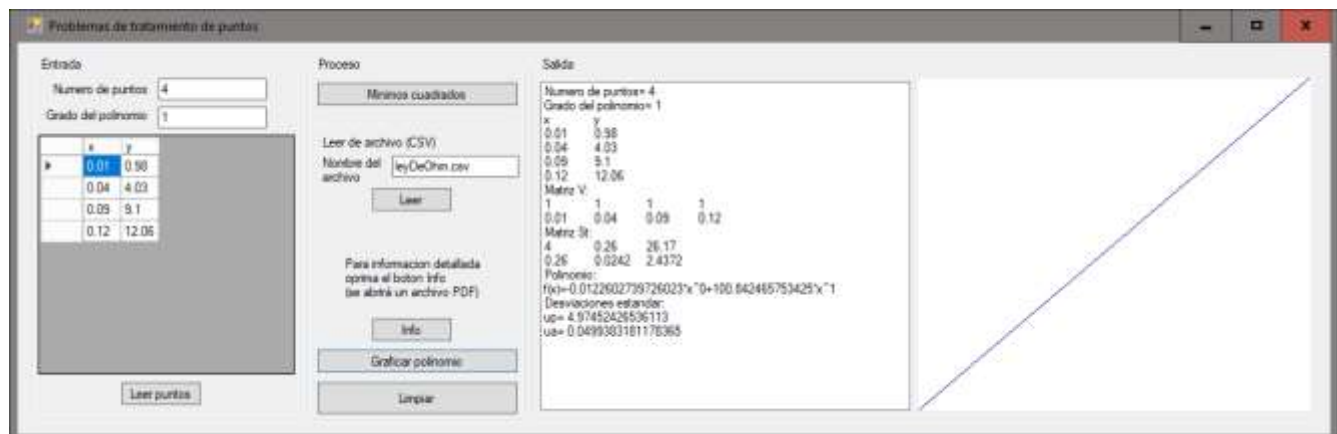 Problemas de tratamiento de puntos
Entrada
Numero de puntos 4
Grado del polinomio 1
x y
0.01 0.98
0.04 4.03
0.09 9.1
0.12 12.06
Leer puntos
Proceso
Minimos cuadrados
Leer de archivo (CSV)
Nombre del archivo leyDeOhm.csv
Leer
Para informacion detallada
oprima el boton Info
(se abrirá un archivo PDF)
Info
Graficar polinomio
Limpiar
Salida
Numero de puntos= 4
Grado del polinomio= 1
x y
0.01 0.98
0.04 4.03
0.09 9.1
0.12 12.06
Matriz V:
1 1 1 1
0.01 0.04 0.09 0.12
Matriz St:
4 0.26 26.17
0.26 0.0242 2.4372
Polinomio:
f(x)=-0.0122602739726023*x^0+100.842465753425*x^1
Desviaciones estandar:
up= 4.97452426536113
ua= 0.0499383181178365